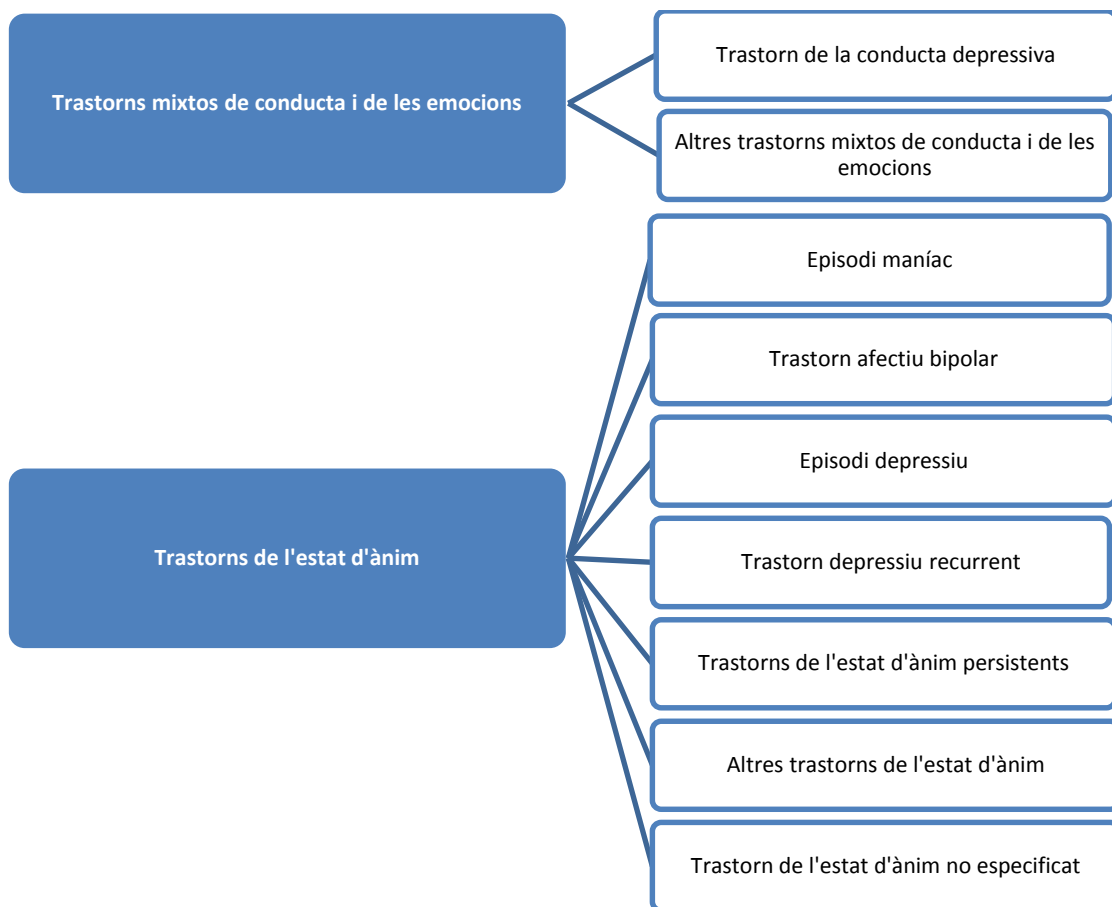 Trastorns mixtos de conducta i de les emocions
Trastorn de la conducta depressiva
Altres trastorns mixtos de conducta i de les
emocions
Trastorns de l'estat d'ànim
Episodi maníac
Trastorn afectiu bipolar
Episodi depressiu
Trastorn depressiu recurrent
Trastorns de l'estat d'ànim persistents
Altres trastorns de l'estat d'ànim
Trastorn de l'estat d'ànim no especificat